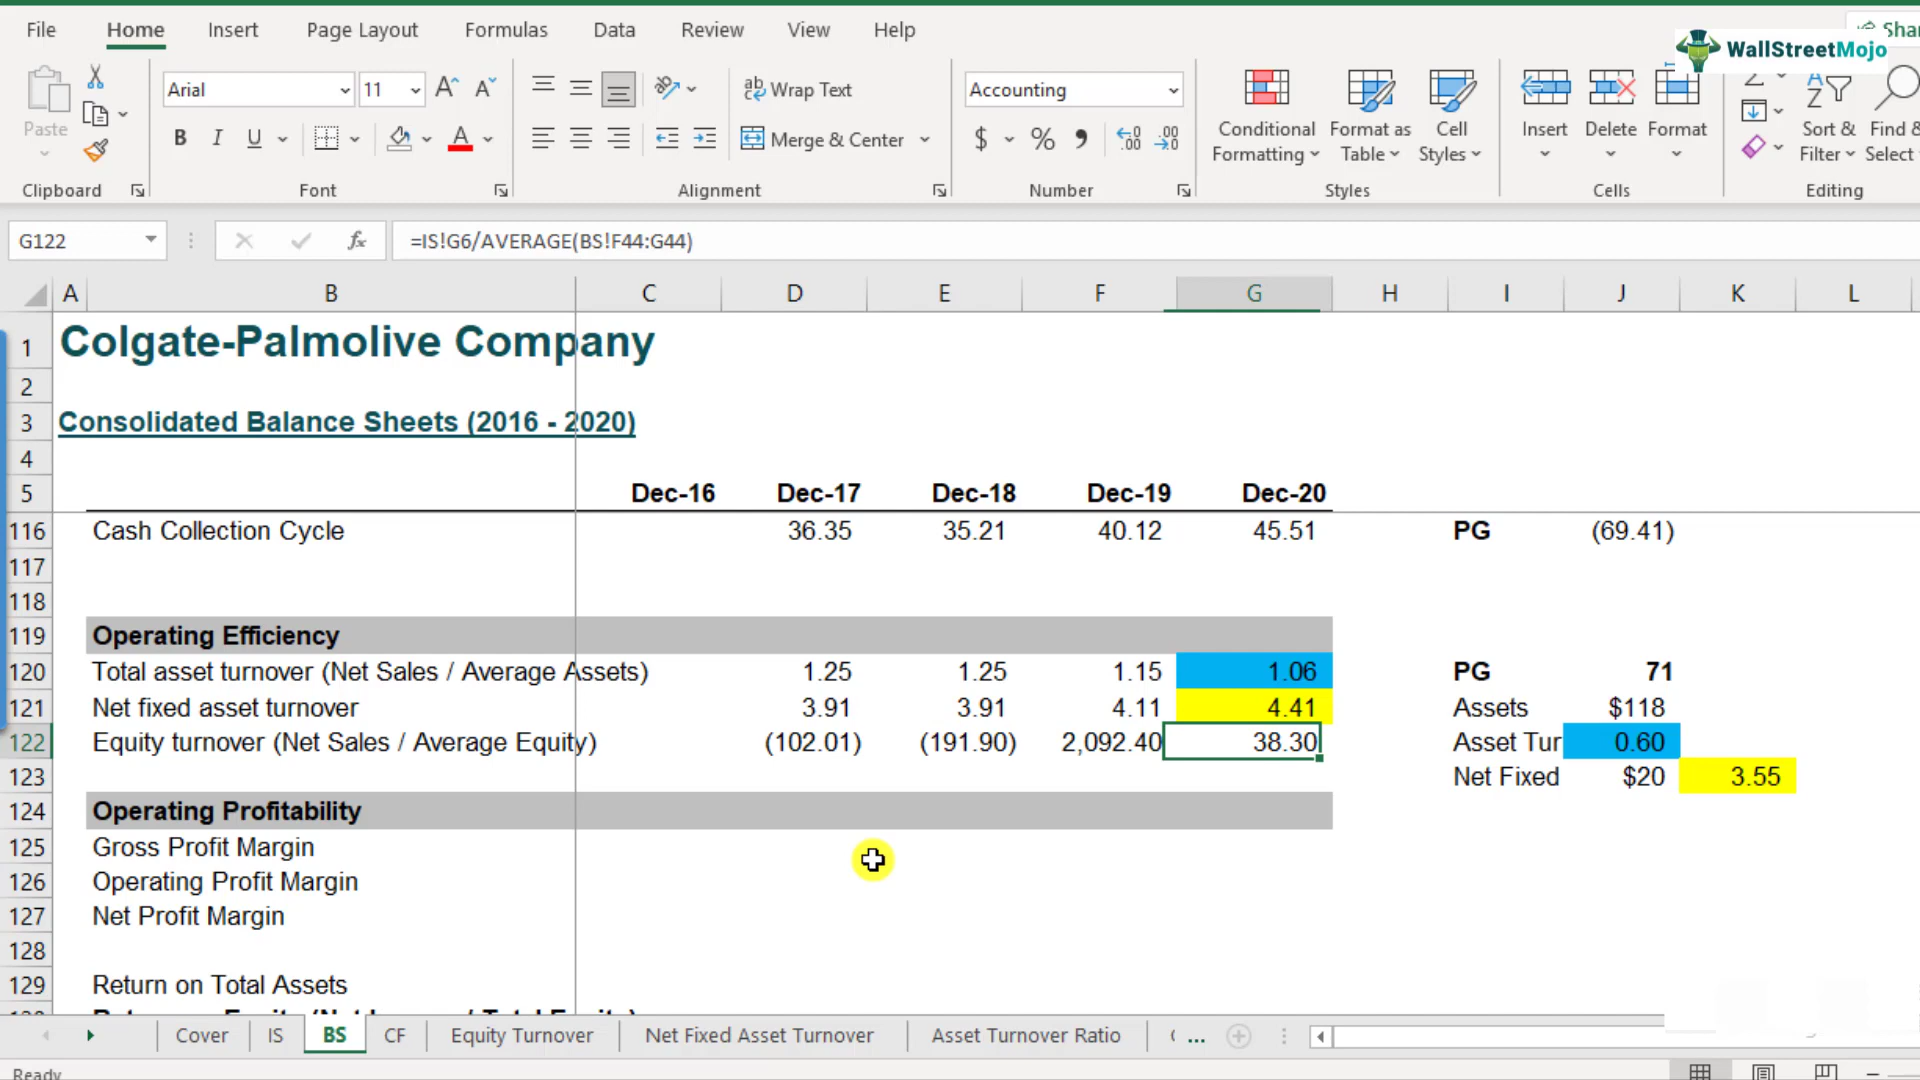 File Home Insert Page Layout Formulas Data Review View Help Shar
WallStreetMojo
Paste
Clipboard
Arial 11
B I U A
Font
Wrap Text
Merge & Center
Alignment
Accounting
$ % , .00 .00
Number
Conditional Formatting Format as Table Cell Styles
Styles
Insert Delete Format
Cells
Sort & Filter Find & Select
Editing
G122 fx =IS!G6/AVERAGE(BS!F44:G44)
A B C D E F G H I J K L
1 Colgate-Palmolive Company
2
3 Consolidated Balance Sheets (2016 - 2020)
4
5 Dec-16 Dec-17 Dec-18 Dec-19 Dec-20
116 Cash Collection Cycle 36.35 35.21 40.12 45.51 PG (69.41)
117
118
119 Operating Efficiency
120 Total asset turnover (Net Sales / Average Assets) 1.25 1.25 1.15 1.06 PG 71
121 Net fixed asset turnover 3.91 3.91 4.11 4.41 Assets $118
122 Equity turnover (Net Sales / Average Equity) (102.01) (191.90) 2,092.40 38.30 Asset Tur 0.60
123 Net Fixed $20 3.55
124 Operating Profitability
125 Gross Profit Margin
126 Operating Profit Margin
127 Net Profit Margin
128
129 Return on Total Assets
Cover IS BS CF Equity Turnover Net Fixed Asset Turnover Asset Turnover Ratio ...
Ready